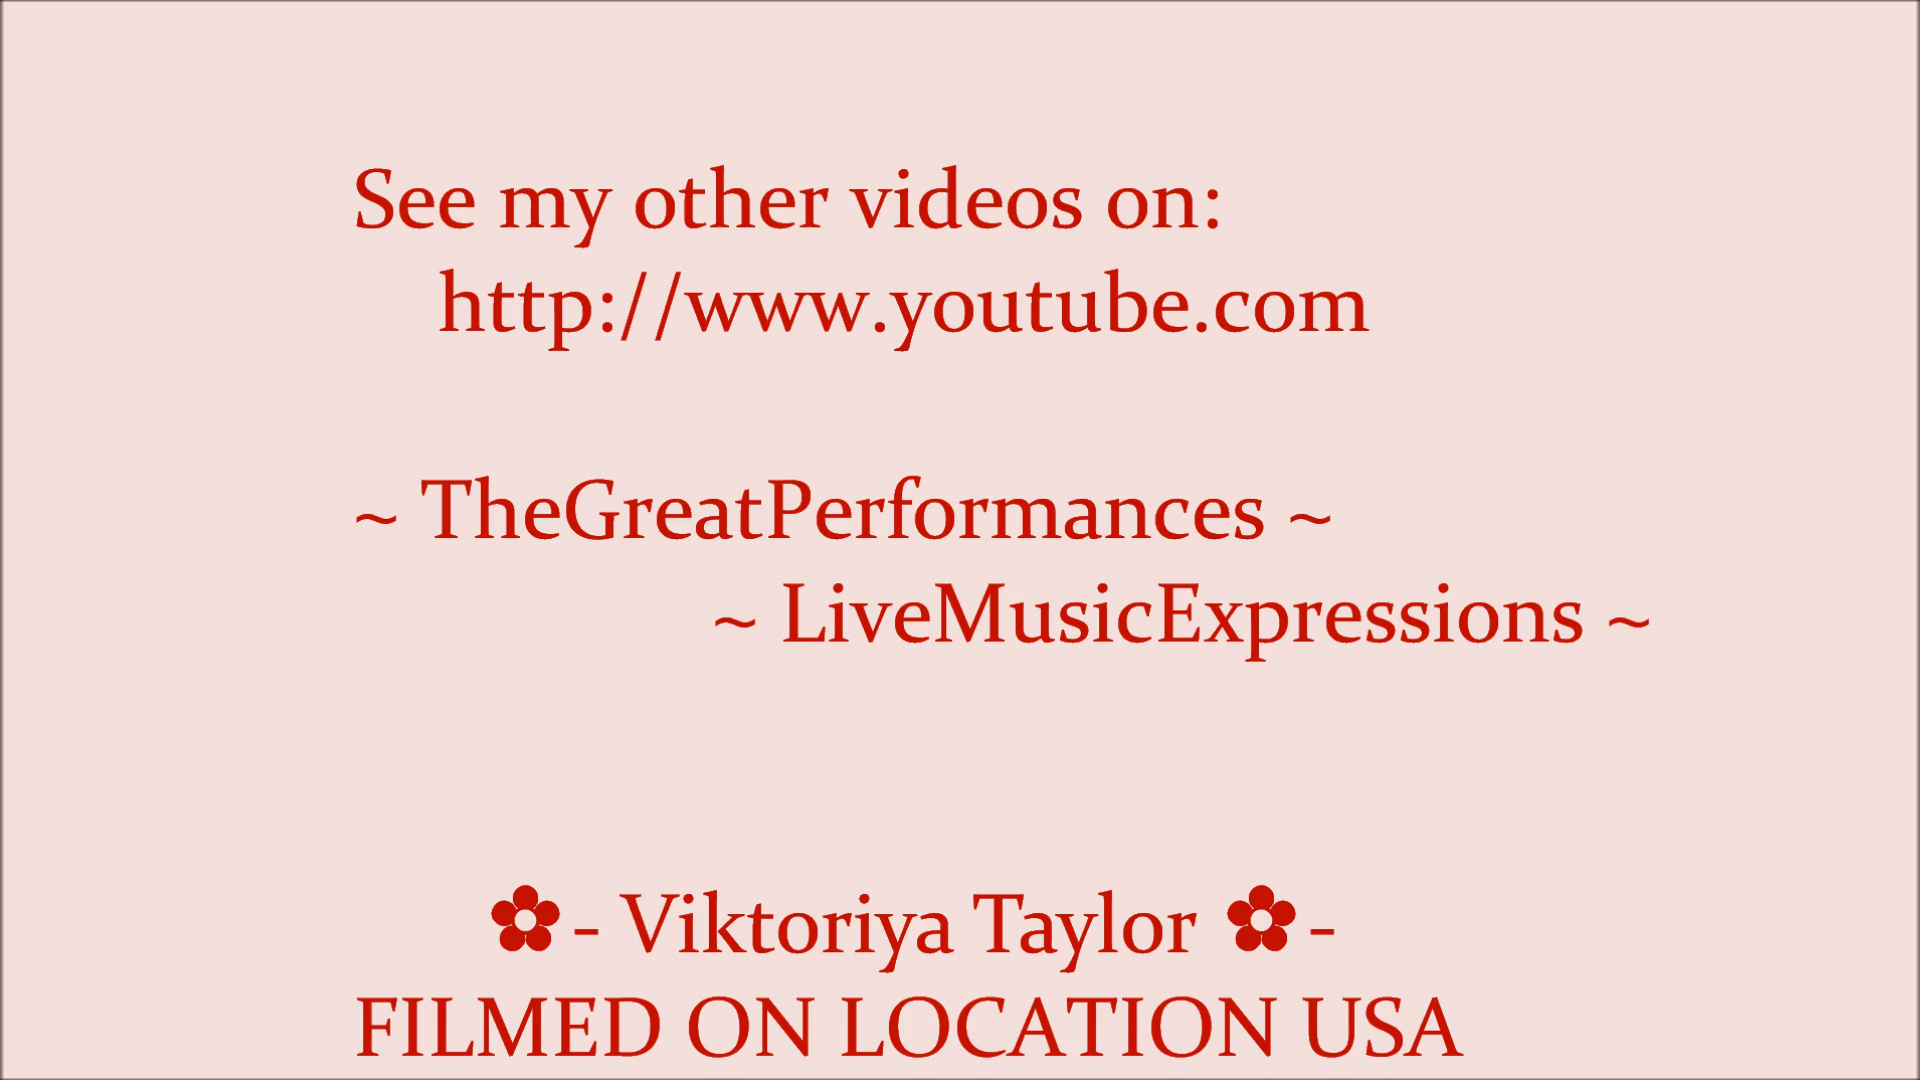 See my other videos on:
http://www.youtube.com
~ TheGreatPerformances ~
~ LiveMusicExpressions ~
✿- Viktoriya Taylor ✿-
FILMED ON LOCATION USA